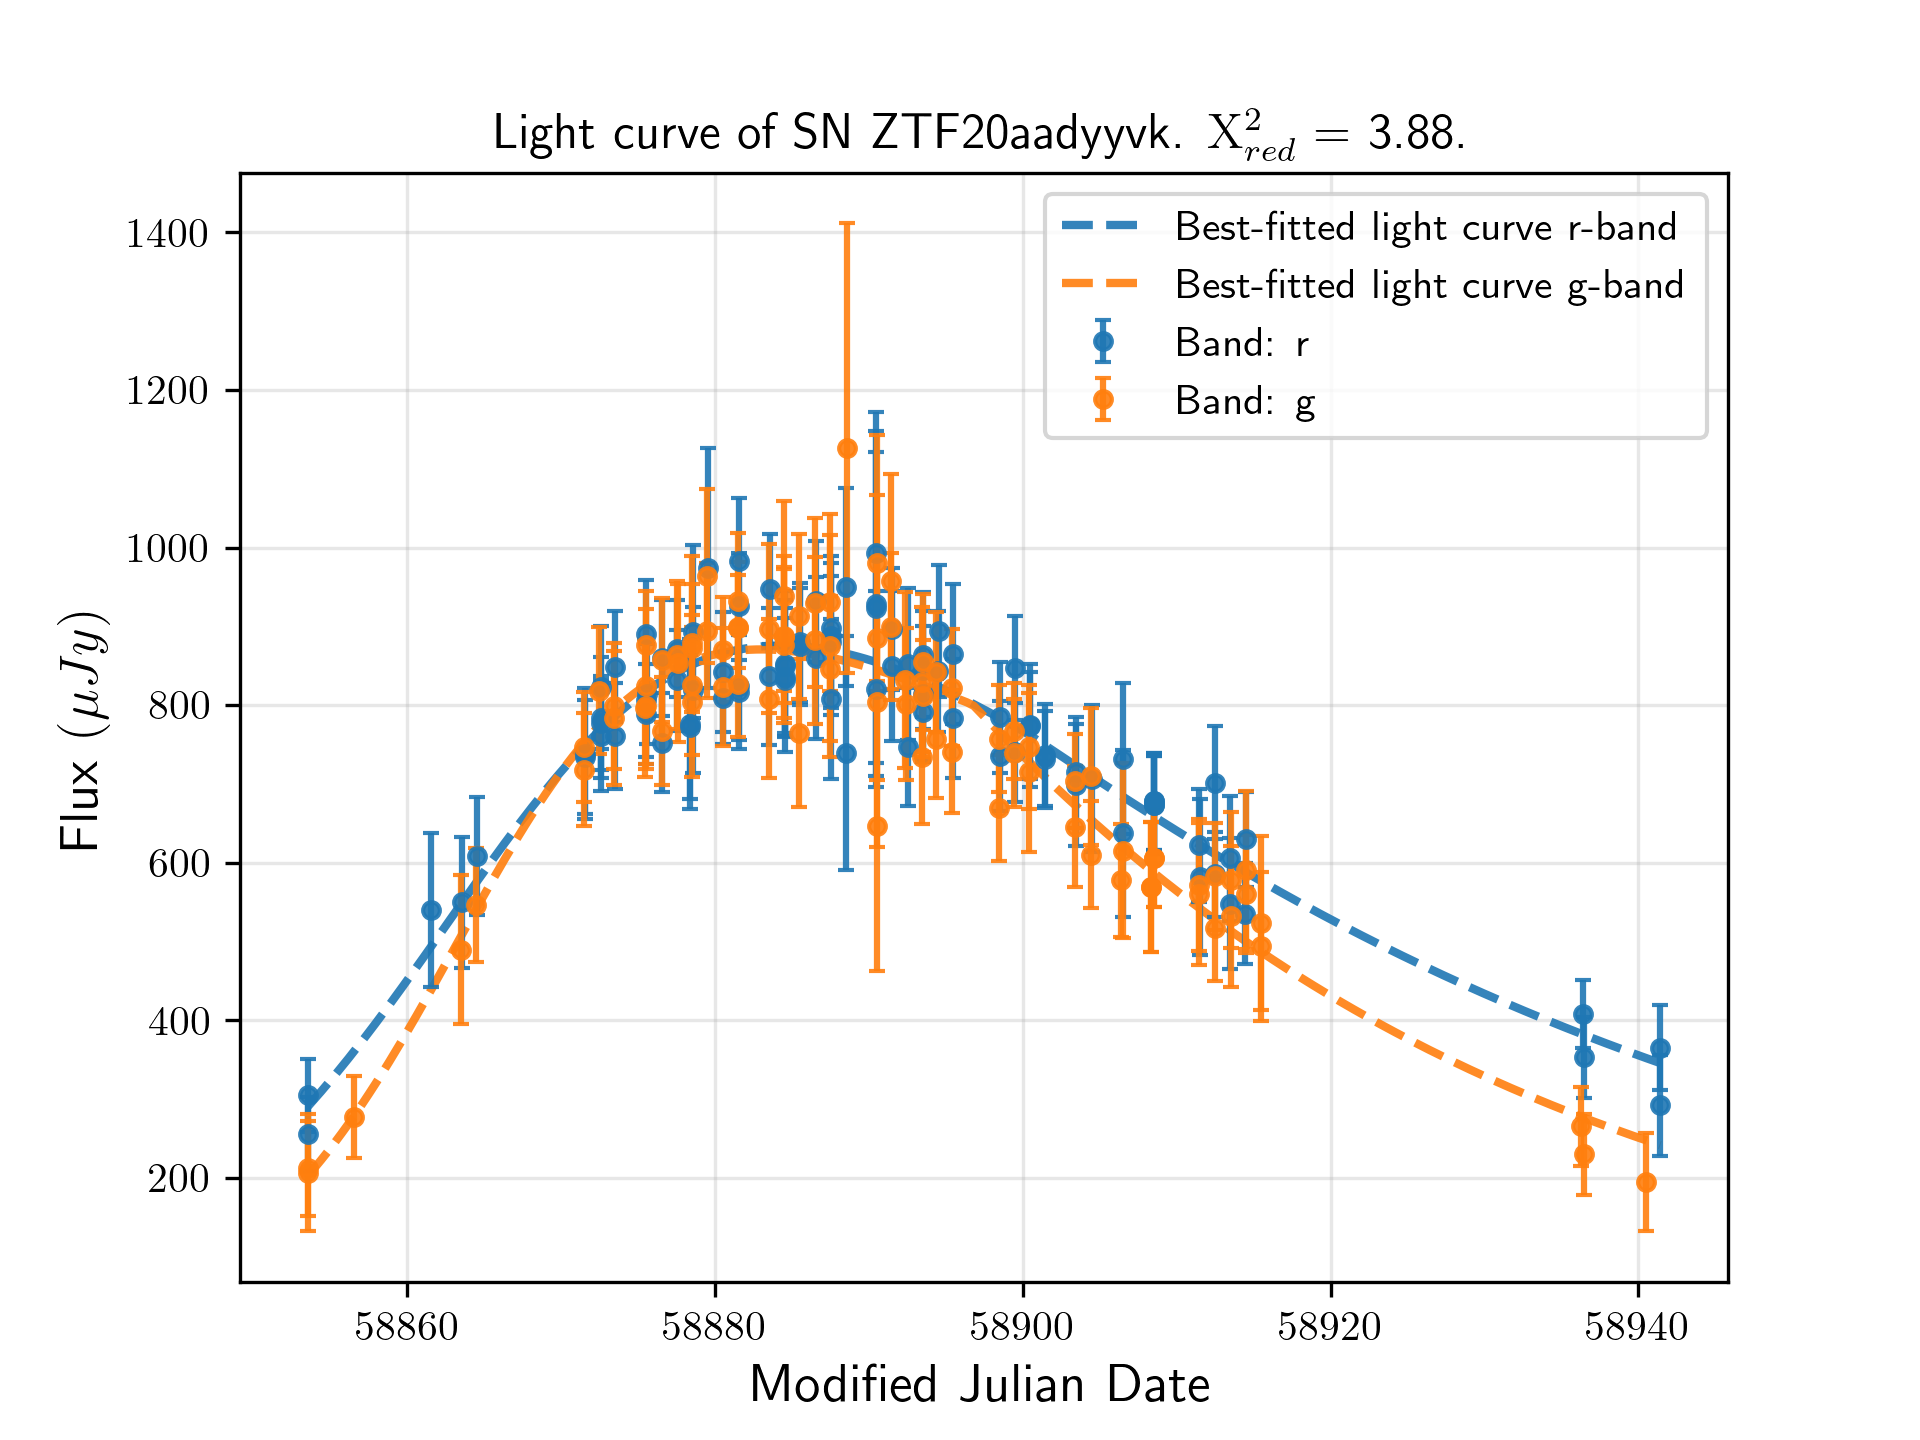 Light curve of SN ZTF20aadyyvk. X²_red = 3.88.
Best-fitted light curve r-band
Best-fitted light curve g-band
Band: r
Band: g
Flux (μJy)
1400
1200
1000
800
600
400
200
58860 58880 58900 58920 58940
Modified Julian Date